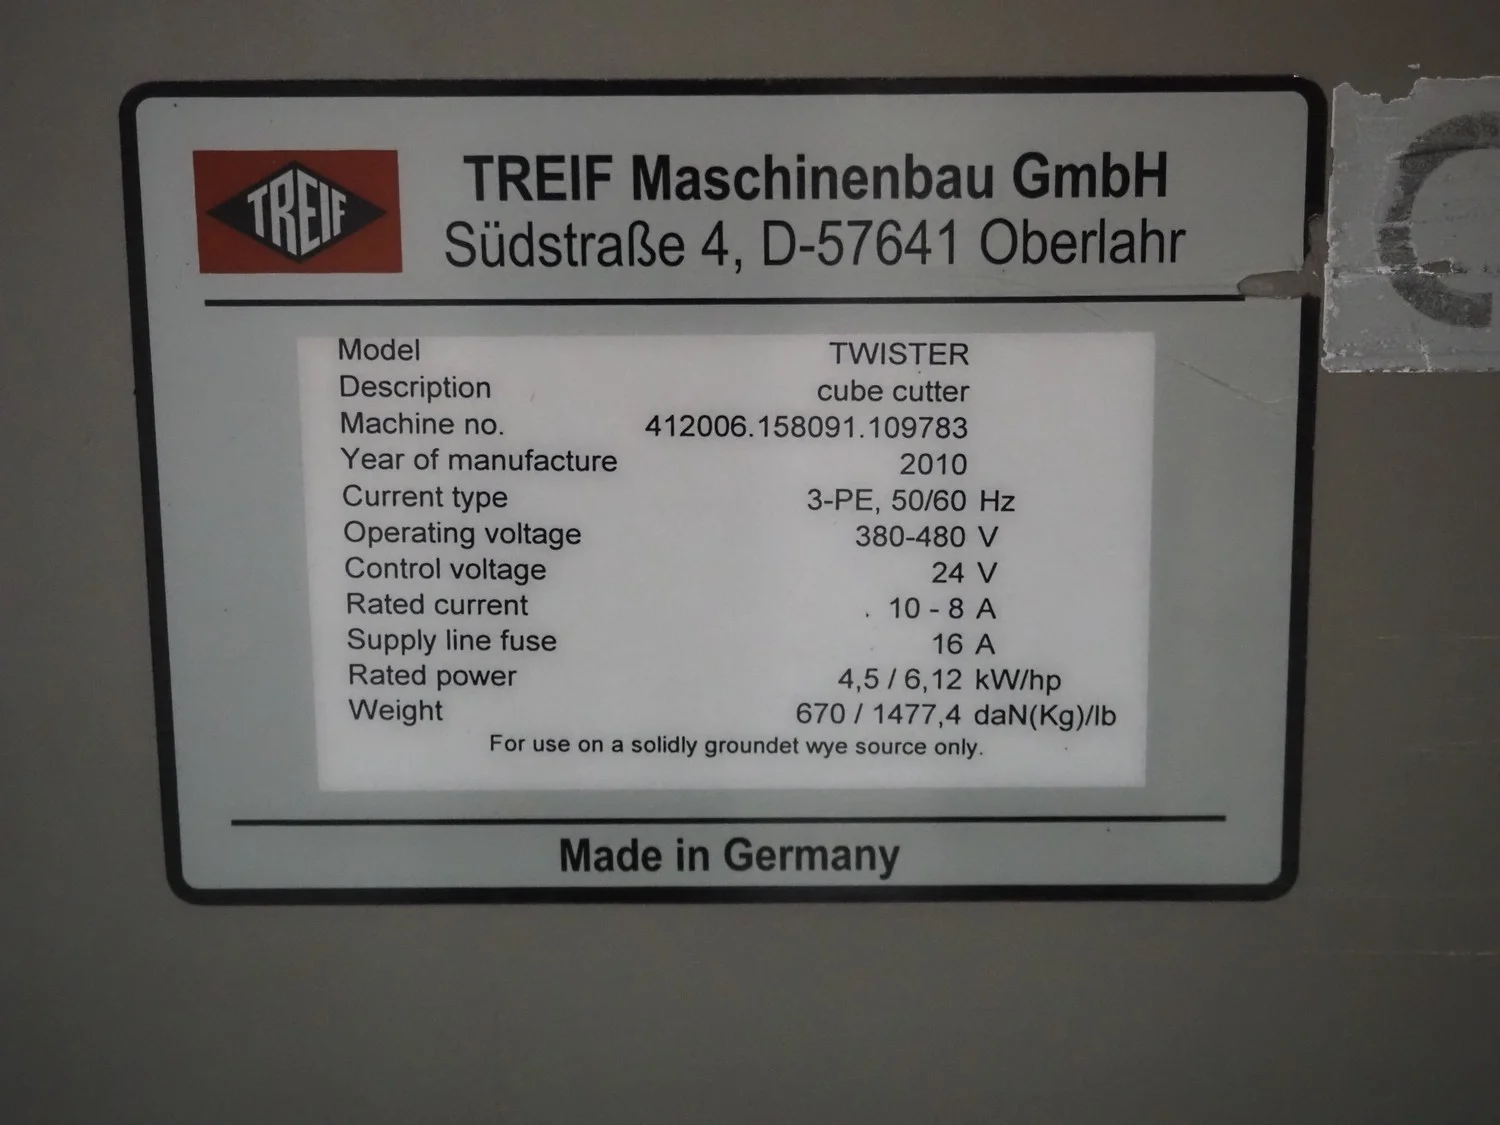 TREIF
TREIF Maschinenbau GmbH
Südstraße 4, D-57641 Oberlahr
Model TWISTER
Description cube cutter
Machine no. 412006.158091.109783
Year of manufacture 2010
Current type 3-PE, 50/60 Hz
Operating voltage 380-480 V
Control voltage 24 V
Rated current 10 - 8 A
Supply line fuse 16 A
Rated power 4,5 / 6,12 kW/hp
Weight 670 / 1477,4 daN(Kg)/lb
For use on a solidly groundet wye source only.
Made in Germany